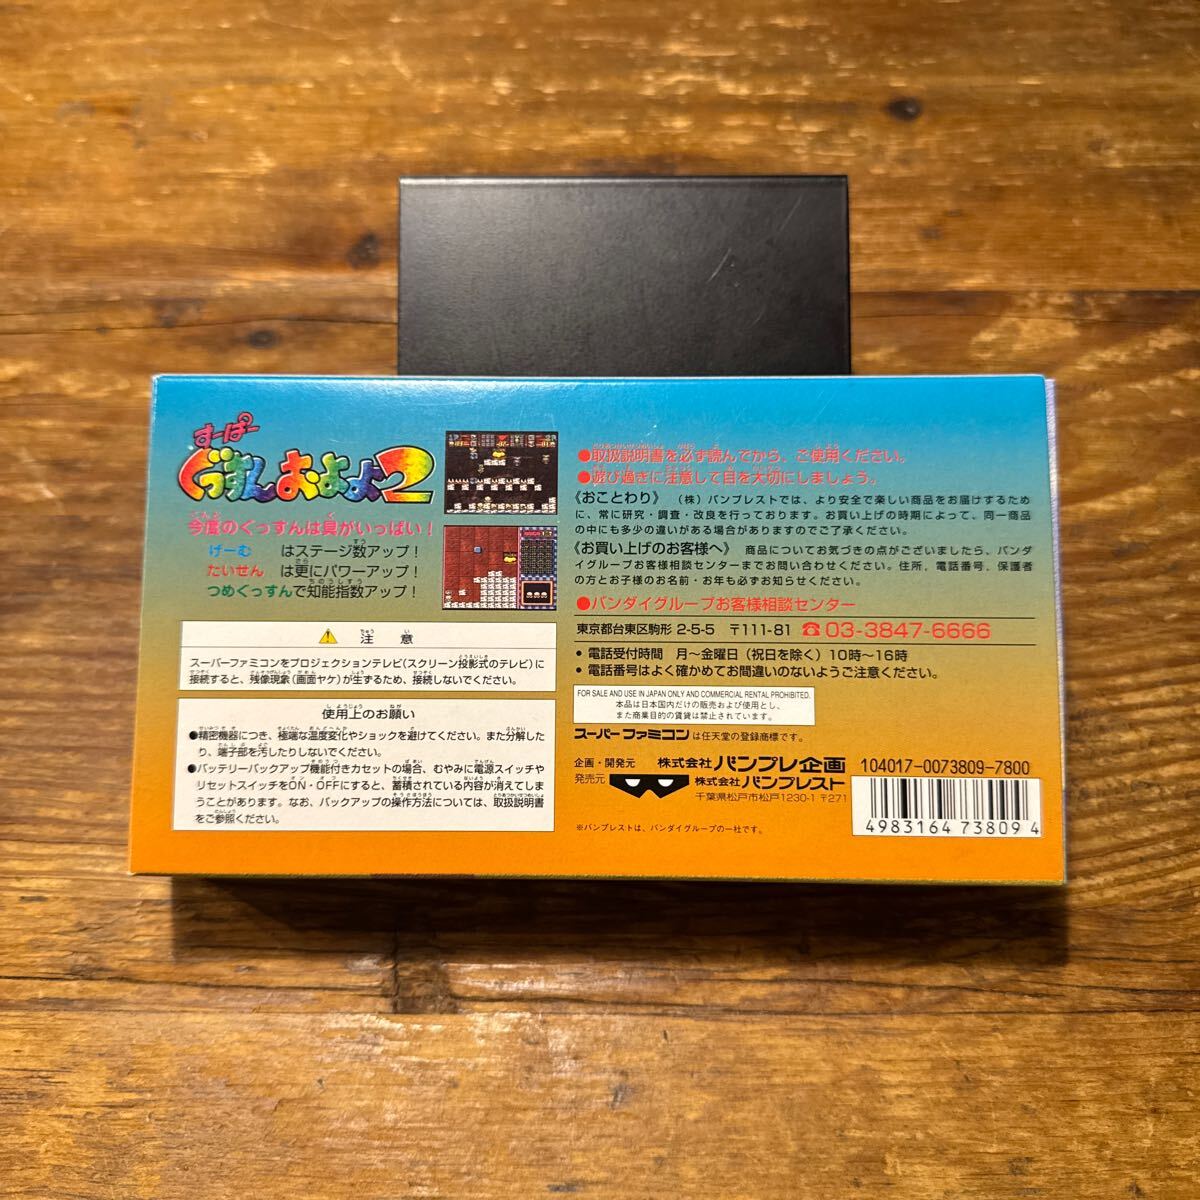 すーぱー
ぐっすんおよよ2
今度のぐっすんは具がいっぱい!
げーむ はステージ数アップ!
たいせん は更にパワーアップ!
つめぐっすんで知能指数アップ!
注意
スーパーファミコンをプロジェクションテレビ(スクリーン投影式のテレビ)に
接続すると、残像現象(画面ヤケ)が生ずるため、接続しないでください。
使用上のお願い
●精密機器につき、極端な温度変化やショックを避けてください。また分解した
り、端子部を汚したりしないでください。
●バッテリーバックアップ機能付きカセットの場合、むやみに電源スイッチや
リセットスイッチをON・OFFにすると、蓄積されている内容が消えてしま
うことがあります。なお、バックアップの操作方法については、取扱説明書
をご参照ください。
●取扱説明書を必ず読んでから、ご使用ください。
●遊び過ぎに注意して目を大切にしましょう。
《おことわり》 (株)バンプレストでは、より安全で楽しい商品をお届けするため
に、常に研究・調査・改良を行っております。お買い上げの時期によって、同一商品
の中にも多少の違いがある場合がありますのでご了承ください。
《お買い上げのお客様へ》 商品についてお気づきの点がございましたら、バンダ
イグループお客様相談センターまでお問い合わせください。住所、電話番号、保護者
の方とお子様のお名前・お年も必ずお知らせください。
●バンダイグループお客様相談センター
東京都台東区駒形 2-5-5 〒111-81 ☎03-3847-6666
• 電話受付時間 月〜金曜日(祝日を除く)10時〜16時
• 電話番号はよく確かめてお間違いのないようご注意ください。
FOR SALE AND USE IN JAPAN ONLY AND COMMERCIAL RENTAL PROHIBITED.
本品は日本国内だけの販売および使用とし、
また商業目的の賃貸は禁止されています。
スーパーファミコン は任天堂の登録商標です。
企画・開発元 株式会社バンプレ企画
104017-0073809-7800
発売元 株式会社バンプレスト
千葉県松戸市松戸1230-1 〒271
※バンプレストは、バンダイグループの一社です。
4983164738094